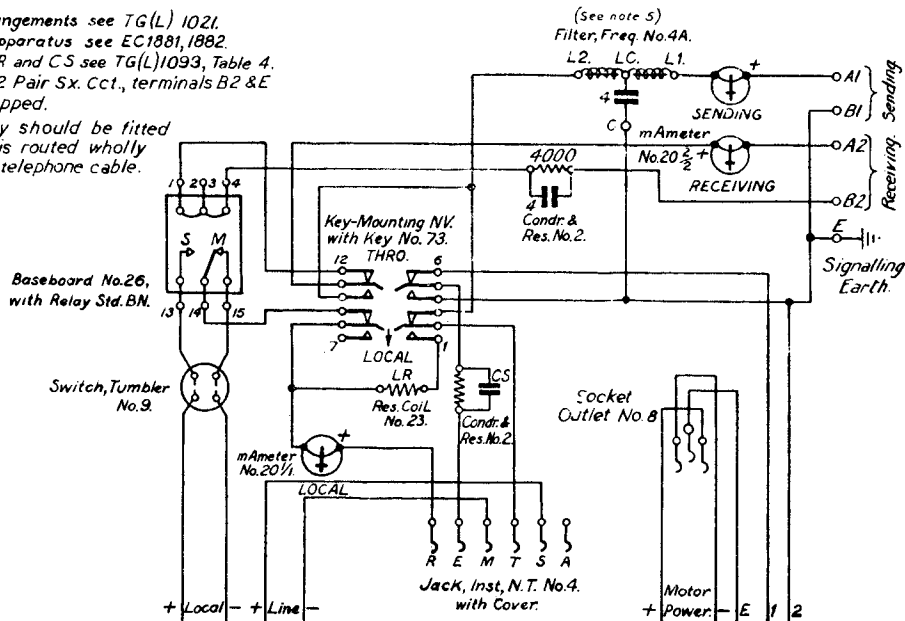 ngements see TG(L) 1021.
pparatus see EC1881,1882.
R and CS see TG(L)1093, Table 4.
2 Pair Sx. Cct., terminals B2 & E
pped.
y should be fitted
is routed wholly
telephone cable.
(See note 5)
Filter, Freq. No.4A.
L2. LC. L1.
+
4
C
SENDING
A1
B1
Sending
mAmeter
No.20 2/2 +
RECEIVING
A2
B2
Receiving
4000
4
Condr. &
Res. No.2.
E
Signalling
Earth.
1 2 3 4
S M
Baseboard No.26,
with Relay Std. BN.
13 14 15
Key-Mounting NV.
with Key No. 73.
THRO.
12 6
7 1
LOCAL
LR
Res. Coil
No. 23.
CS
Condr. &
Res. No.2.
Switch, Tumbler
No. 9.
mAmeter
No. 20 1/1.
+
LOCAL
Socket
Outlet No. 8
R E M T S A
Jack, Inst, N.T. No.4.
with Cover.
+ Local - + Line -
Motor
+ Power. - E 1 2